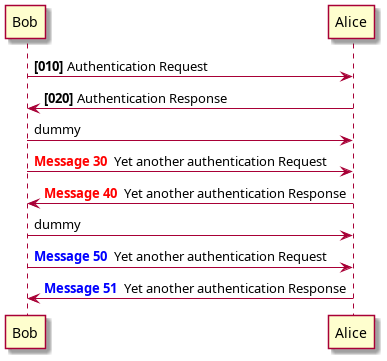 Bob Alice
[010] Authentication Request
[020] Authentication Response
dummy
Message 30 Yet another authentication Request
Message 40 Yet another authentication Response
dummy
Message 50 Yet another authentication Request
Message 51 Yet another authentication Response
Bob Alice